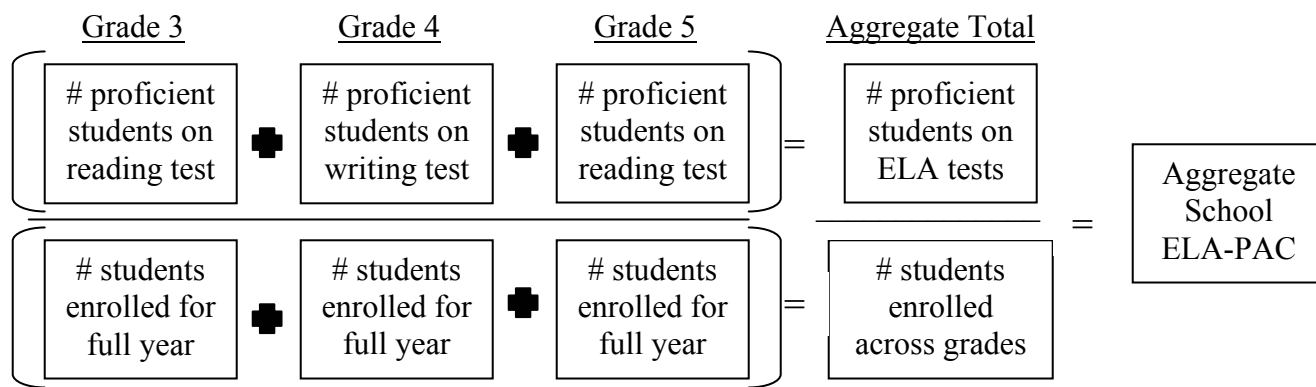 Grade 3
Grade 4
Grade 5
Aggregate Total
# proficient
students on
reading test
# proficient
students on
writing test
# proficient
students on
reading test
=
# proficient
students on
ELA tests
=
Aggregate
School
ELA-PAC
# students
enrolled for
full year
# students
enrolled for
full year
# students
enrolled for
full year
=
# students
enrolled
across grades